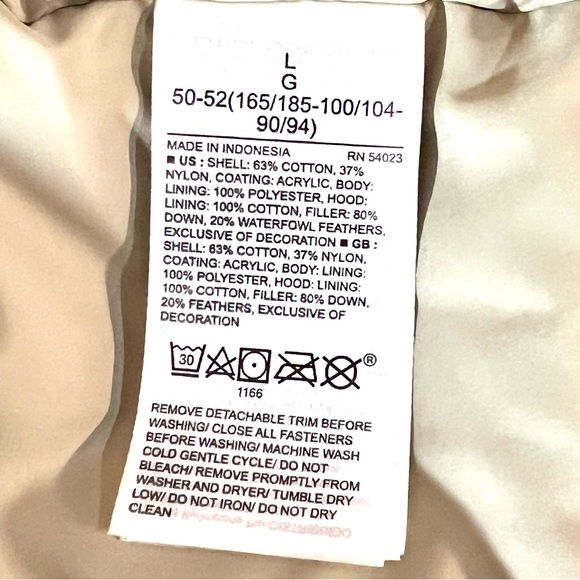 L
G
50-52(165/185-100/104-
90/94)
MADE IN INDONESIA RN 54023
■ US : SHELL: 63% COTTON, 37%
NYLON, COATING: ACRYLIC, BODY:
LINING: 100% POLYESTER, HOOD:
LINING: 100% COTTON, FILLER: 80%
DOWN, 20% WATERFOWL FEATHERS,
EXCLUSIVE OF DECORATION ■ GB :
SHELL: 63% COTTON, 37% NYLON,
COATING: ACRYLIC, BODY: LINING:
100% POLYESTER, HOOD: LINING:
100% COTTON, FILLER: 80% DOWN,
20% FEATHERS, EXCLUSIVE OF
DECORATION
30 ®
1166
REMOVE DETACHABLE TRIM BEFORE
WASHING/ CLOSE ALL FASTENERS
BEFORE WASHING/ MACHINE WASH
COLD GENTLE CYCLE/ DO NOT
BLEACH/ REMOVE PROMPTLY FROM
WASHER AND DRYER/ TUMBLE DRY
LOW/ DO NOT IRON/ DO NOT DRY
CLEAN